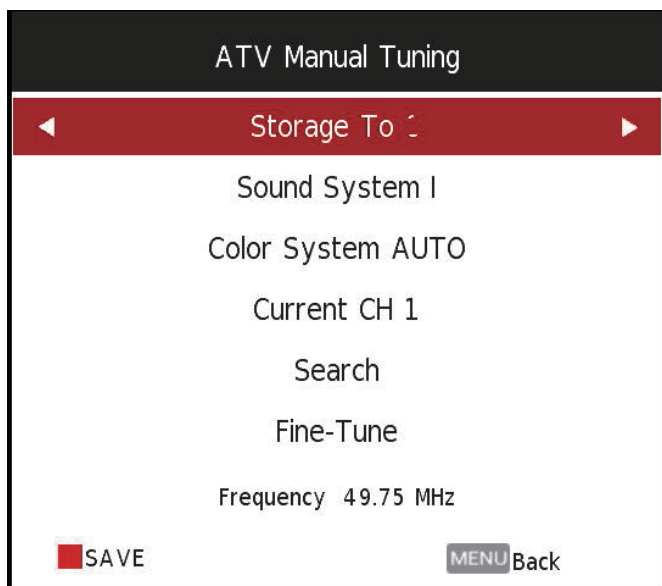 ATV Manual Tuning
Storage To
Sound System I
Color System AUTO
Current CH 1
Search
Fine-Tune
Frequency 49.75 MHz
SAVE MENU Back